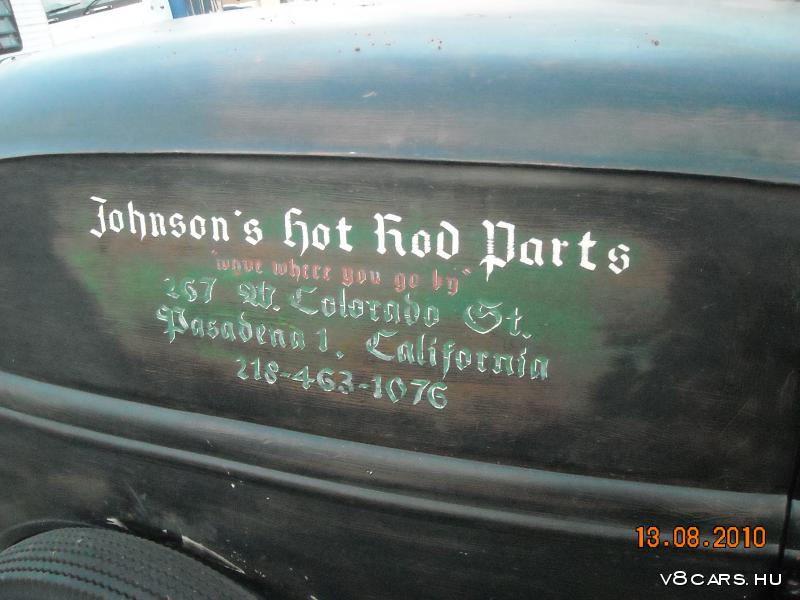 Johnson's Hot Rod Parts
"wave where you go by"
267 W. Colorado St.
Pasadena 1, California
218-463-1076
13.08.2010
V8CARS.HU